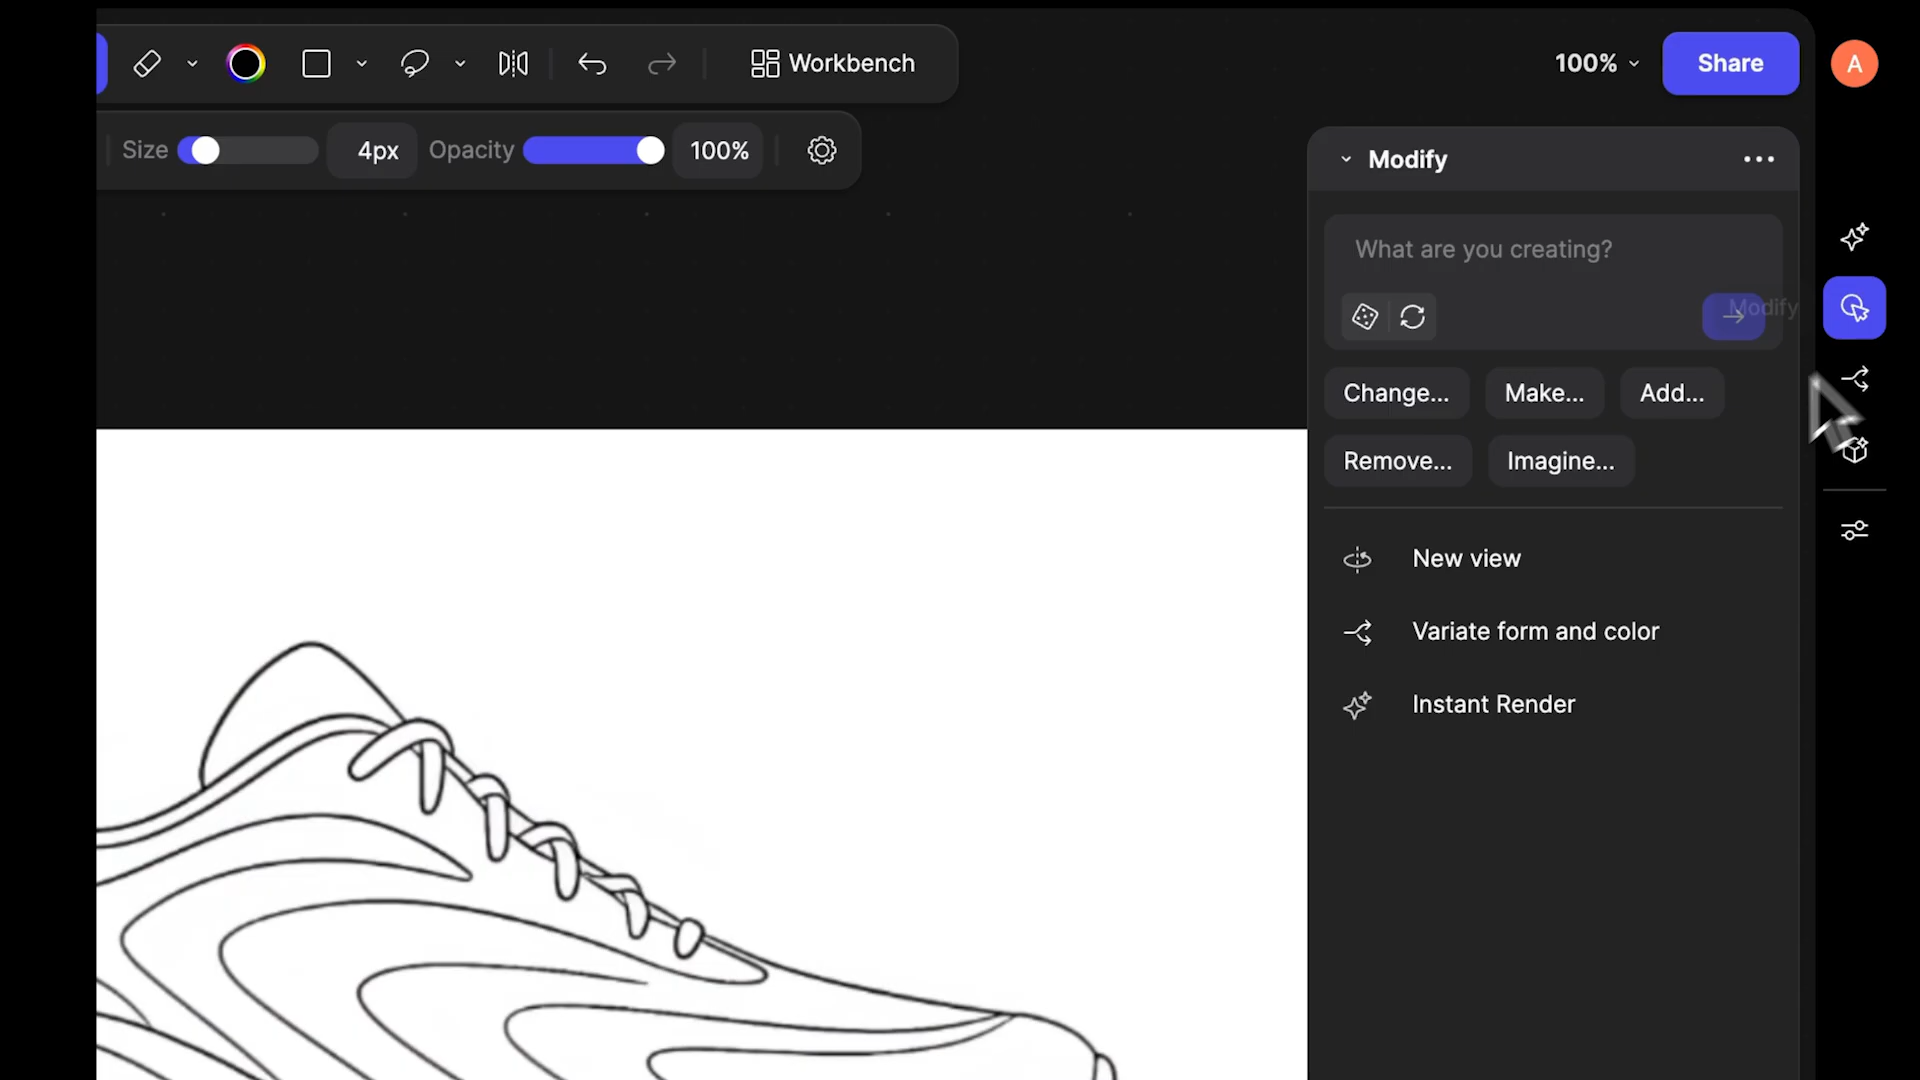 Workbench
100%
Share
A
Size 4px Opacity 100%
Modify
What are you creating?
Modify
Change... Make... Add...
Remove... Imagine...
New view
Variate form and color
Instant Render